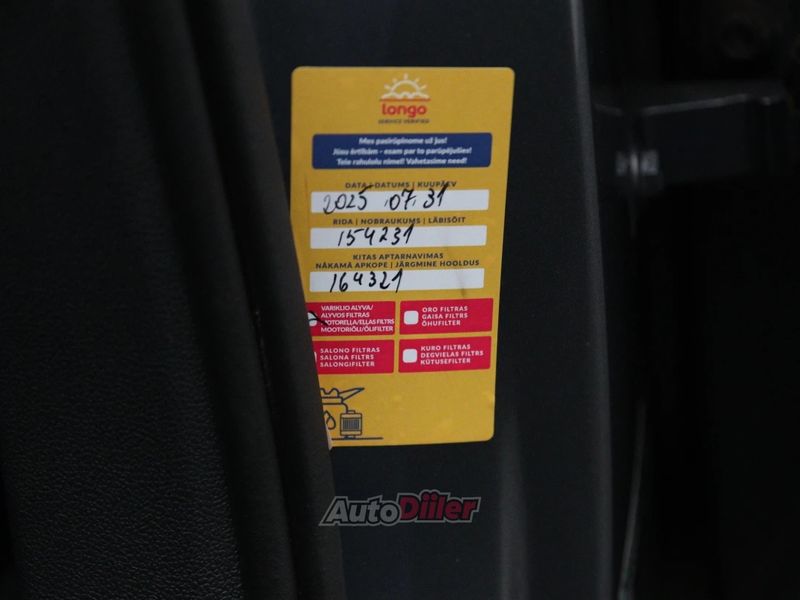 longo
SERVICE VERIFIED
Mes pasirūpinome už jus!
Jūsu ērtībām - esam par to parūpējušies!
Teie rahulolu nimel! Vahetasime need!
DATA | DATUMS | KUUPÄEV
2025.07.31
RIDA | NOBRAUKUMS | LÄBISÕIT
154231
KITAS APTARNAVIMAS
NĀKAMĀ APKOPE | JÄRGMINE HOOLDUS
164321
VARIKLIO ALYVA/
ALYVOS FILTRAS
MOTORELLA/ELLAS FILTRS
MOOTORIÕLI/ÕLIFILTER
ORO FILTRAS
GAISA FILTRS
ÕHUFILTER
SALONO FILTRAS
SALONA FILTRS
SALONGIFILTER
KURO FILTRAS
DEGVIELAS FILTRS
KÜTUSEFILTER
AutoDiiler